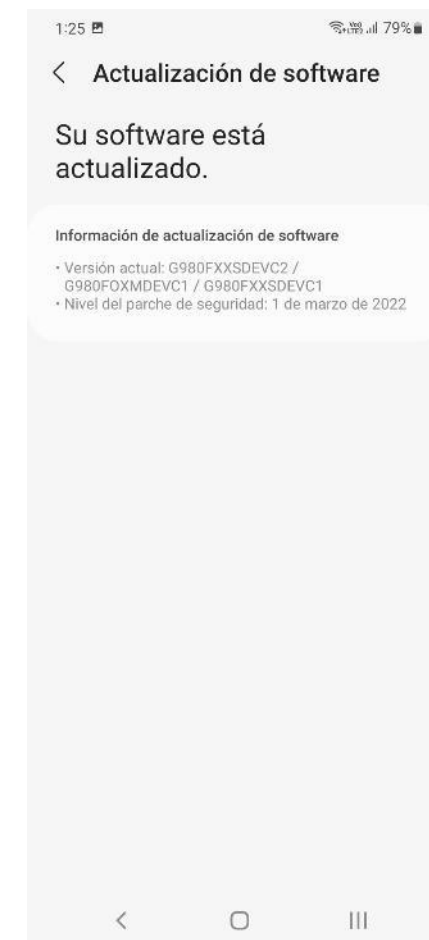 1:25 79%
Actualización de software
Su software está
actualizado.
Información de actualización de software
• Versión actual: G980FXXSDEVC2 /
G980FOXMDEVC1 / G980FXXSDEVC1
• Nivel del parche de seguridad: 1 de marzo de 2022